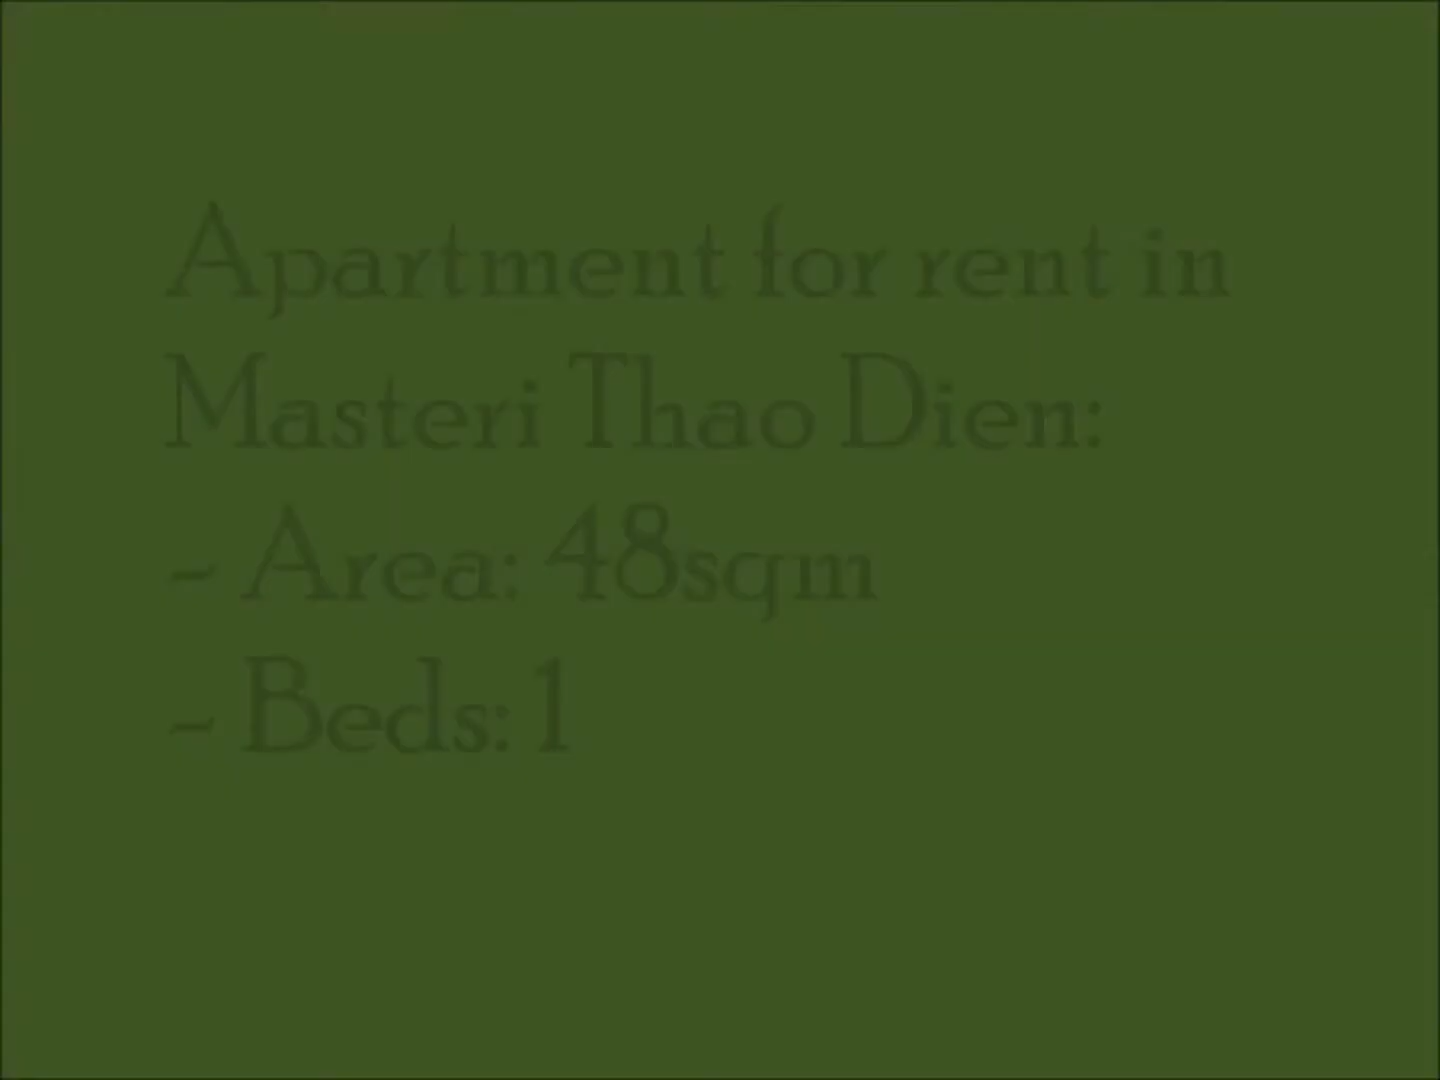 Apartment for rent in
Masteri Thao Dien:
- Area: 48sqm
- Beds: 1